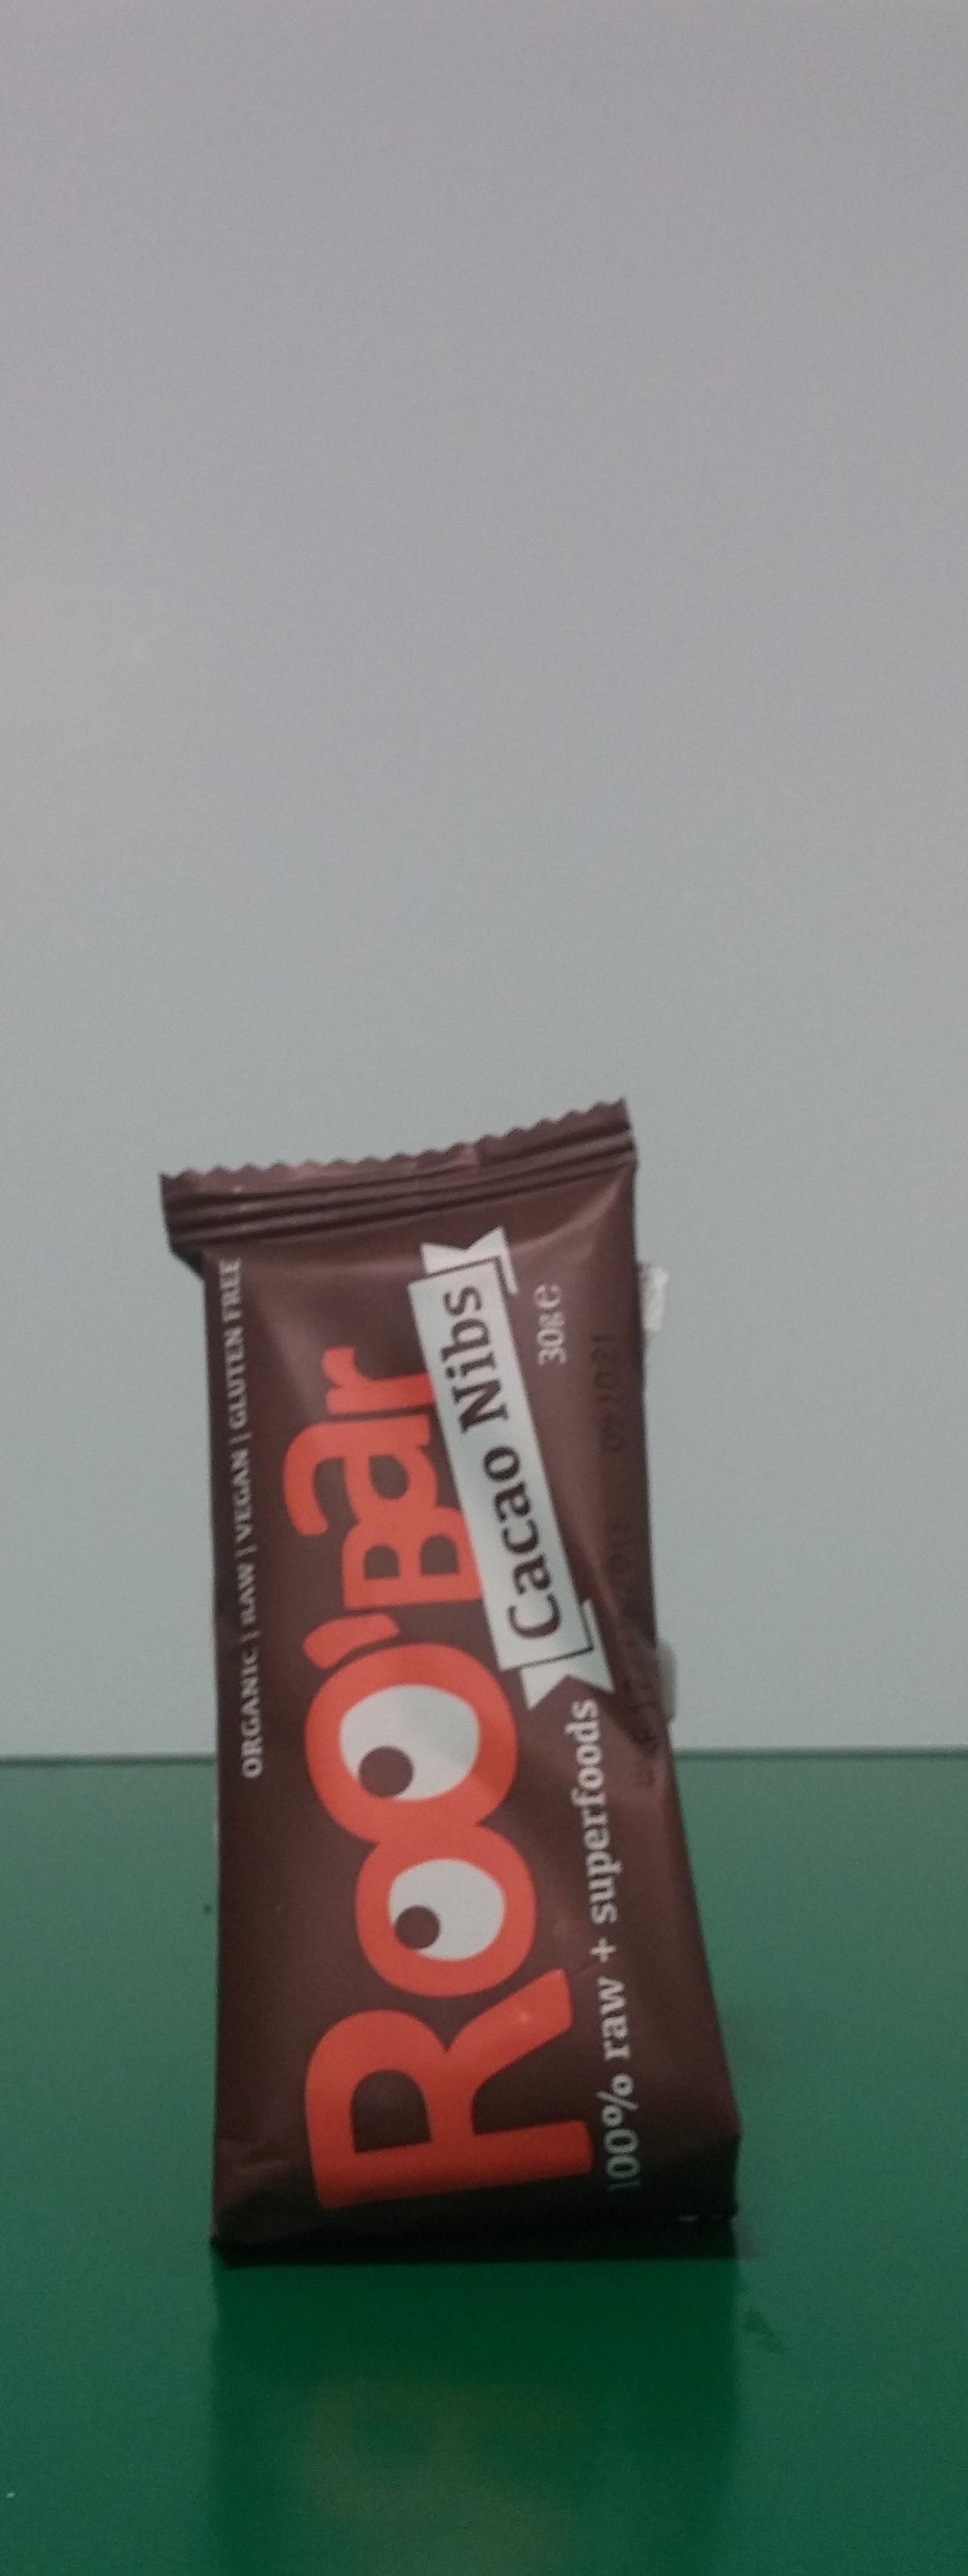 ORGANIC | RAW | VEGAN | GLUTEN FREE
Roo'Bar
Cacao Nibs
30g e
100% raw + superfoods